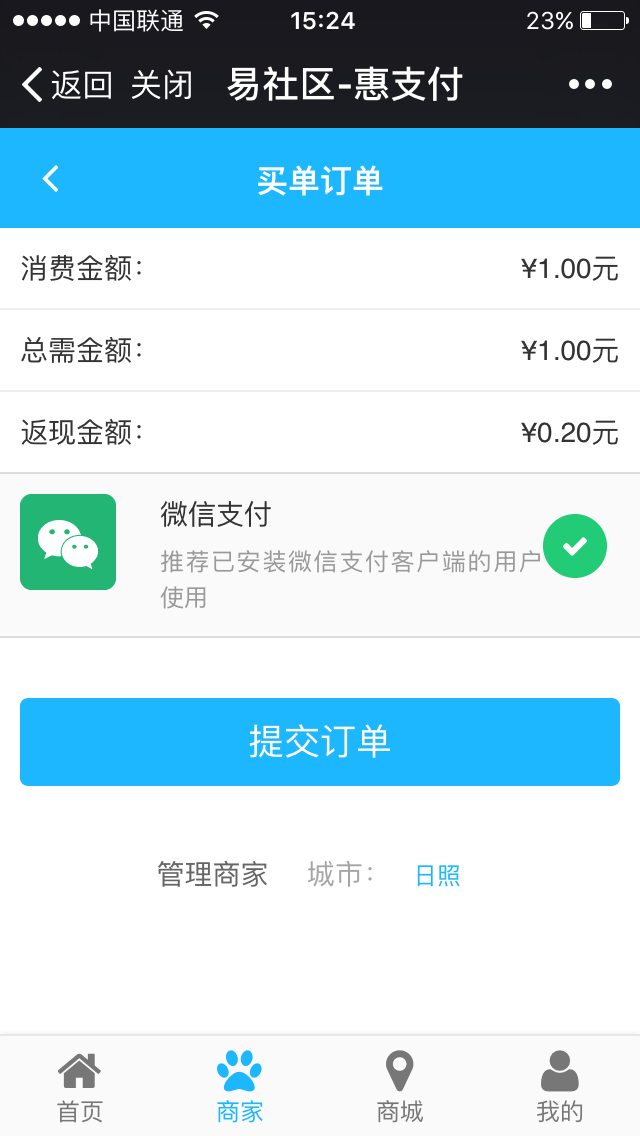 中国联通 15:24 23%
返回 关闭 易社区-惠支付
买单订单
消费金额： ¥1.00元
总需金额： ¥1.00元
返现金额： ¥0.20元
微信支付
推荐已安装微信支付客户端的用户
使用
提交订单
管理商家 城市： 日照
首页 商家 商城 我的